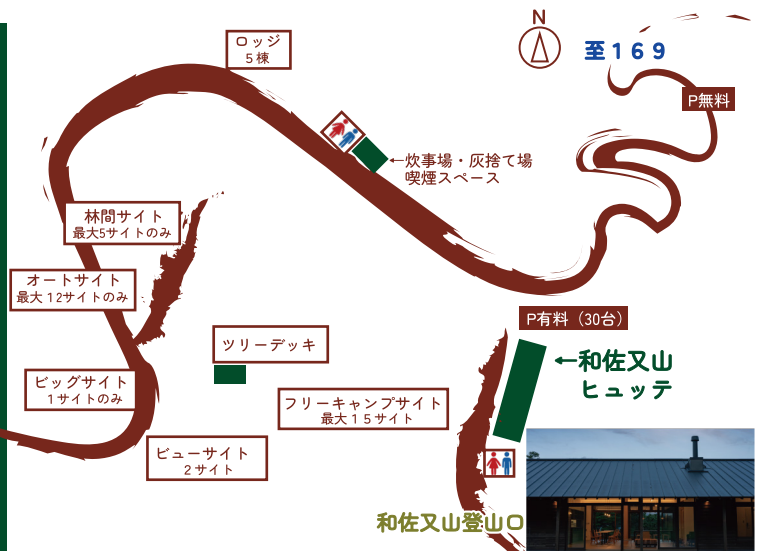 N
至１６９
P無料
ロッジ
５棟
←炊事場・灰捨て場
喫煙スペース
林間サイト
最大5サイトのみ
オートサイト
最大１2サイトのみ
P有料（30台）
ツリーデッキ
←和佐又山
ヒュッテ
ビッグサイト
１サイトのみ
フリーキャンプサイト
最大１５サイト
ビューサイト
２サイト
和佐又山登山口